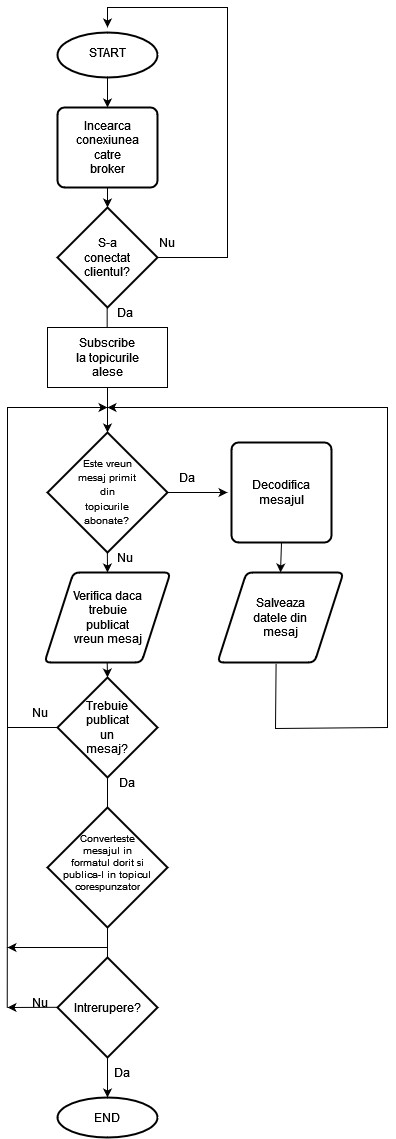 START
Incearca
conexiunea
catre
broker
S-a
conectat
clientul?
Nu
Da
Subscribe
la topicurile
alese
Este vreun
mesaj primit
din
topicurile
abonate?
Da
Decodifica
mesajul
Nu
Verifica daca
trebuie
publicat
vreun mesaj
Salveaza
datele din
mesaj
Trebuie
publicat
un
mesaj?
Nu
Da
Converteste
mesajul in
formatul dorit si
publica-l in topicul
corespunzator
Intrerupere?
Nu
Da
END